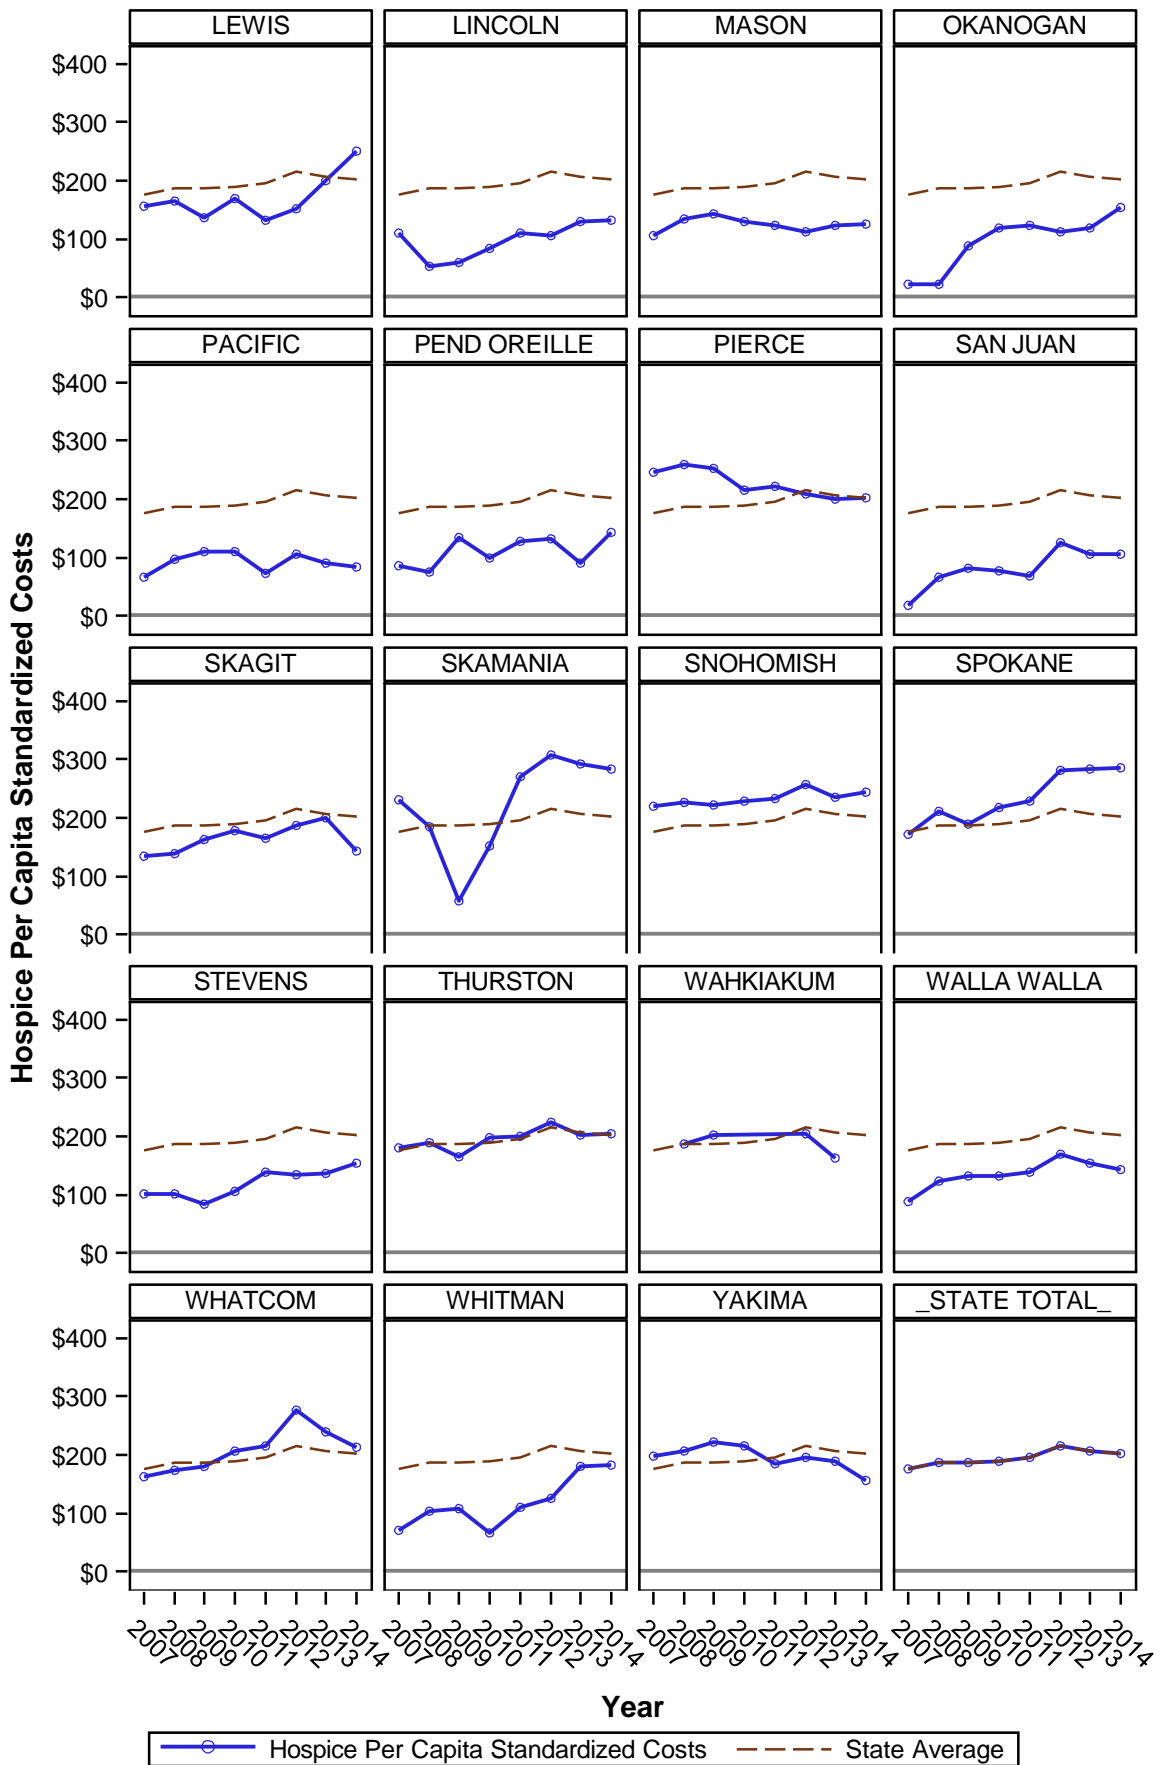 LEWIS LINCOLN MASON OKANOGAN
$400
$300
$200
$100
$0
PACIFIC PEND OREILLE PIERCE SAN JUAN
$400
$300
$200
$100
$0
SKAGIT SKAMANIA SNOHOMISH SPOKANE
$400
$300
$200
$100
$0
STEVENS THURSTON WAHKIAKUM WALLA WALLA
$400
$300
$200
$100
$0
WHATCOM WHITMAN YAKIMA _STATE TOTAL_
$400
$300
$200
$100
$0
Hospice Per Capita Standardized Costs
2007 2008 2009 2010 2011 2012 2013 2014 2007 2008 2009 2010 2011 2012 2013 2014 2007 2008 2009 2010 2011 2012 2013 2014 2007 2008 2009 2010 2011 2012 2013 2014
Year
Hospice Per Capita Standardized Costs State Average